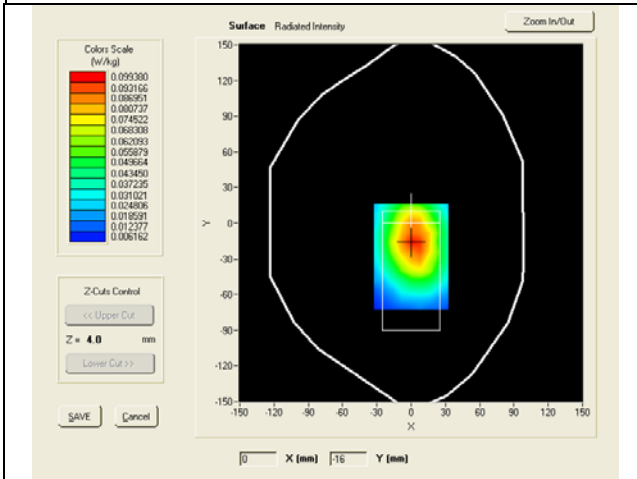 Surface Radiated Intensity
Zoom In/Out
Colors Scale
(W/kg)
0.099380
0.093166
0.086951
0.080737
0.074522
0.068308
0.062093
0.055879
0.049664
0.043450
0.037235
0.031021
0.024806
0.018591
0.012377
0.006162
150
120
90
60
30
0
-30
-60
-90
-120
-150
Y
-150 -120 -90 -60 -30 0 30 60 90 120 150
X
Z-Cuts Control
<< Upper Cut
Z = 4.0 mm
Lower Cut >>
SAVE Cancel
0 X (mm) -16 Y (mm)